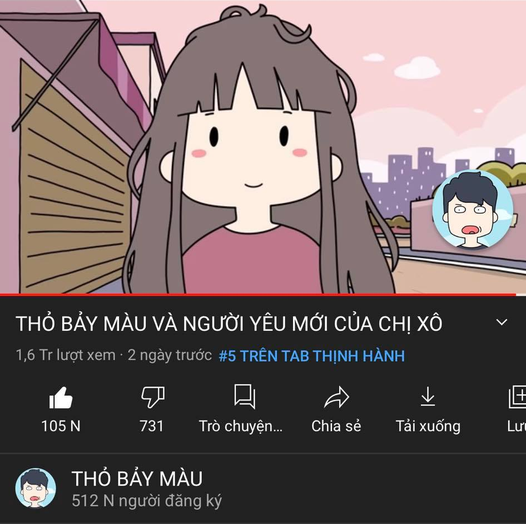 THỎ BẢY MÀU VÀ NGƯỜI YÊU MỚI CỦA CHỊ XÔ
1,6 Tr lượt xem · 2 ngày trước #5 TRÊN TAB THỊNH HÀNH
105 N 731 Trò chuyện... Chia sẻ Tải xuống Lưu
THỎ BẢY MÀU
512 N người đăng ký